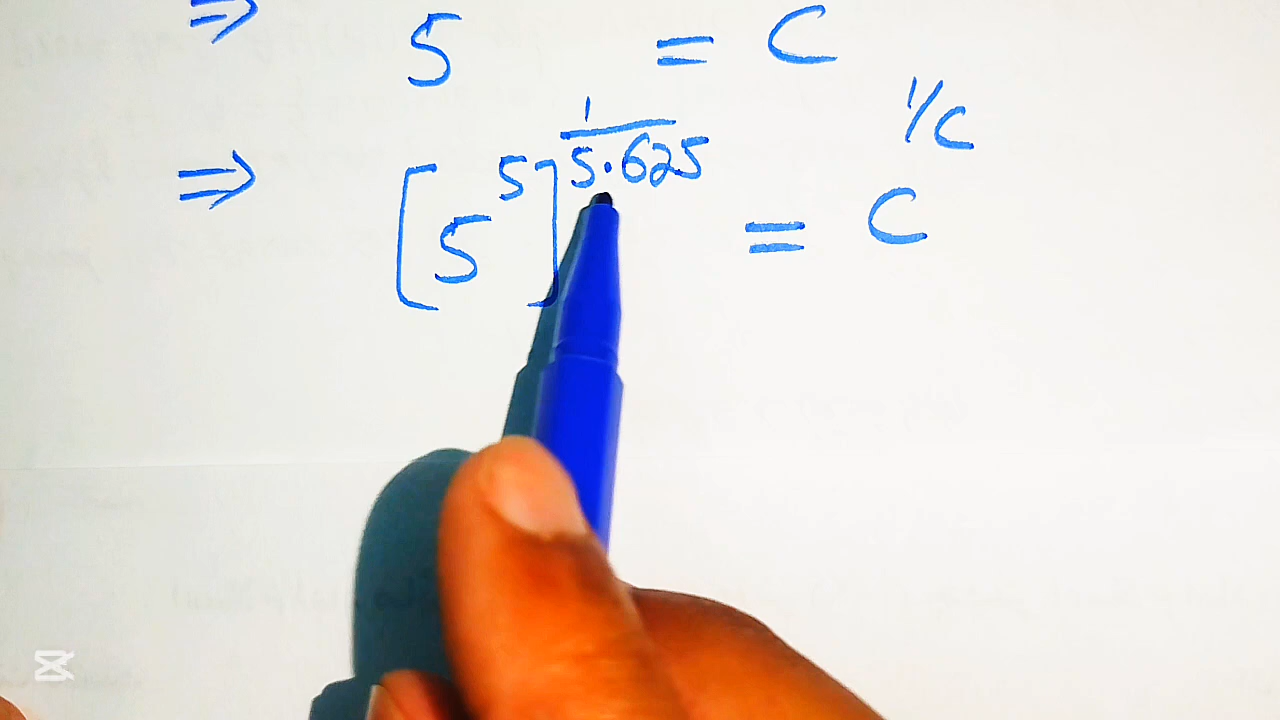 ⇒ 5 = C
⇒ [5^5]^(1/(5·625)) = C^(1/C)